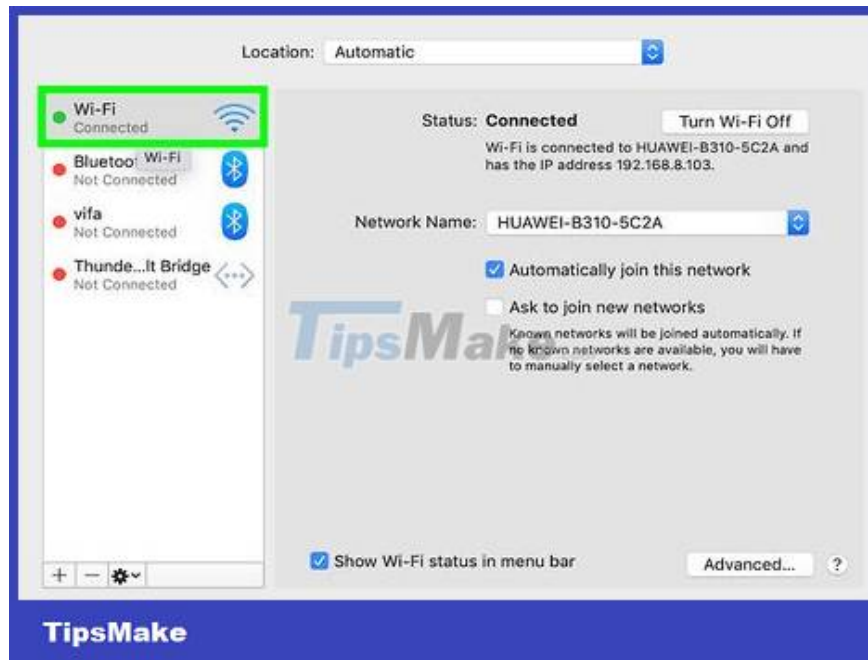 Location: Automatic
Wi-Fi
Connected
Wi-Fi
Not Connected
vifa
Not Connected
Thunde...lt Bridge
Not Connected
Status: Connected
Turn Wi-Fi Off
Wi-Fi is connected to HUAWEI-B310-5C2A and
has the IP address 192.168.8.103.
Network Name: HUAWEI-B310-5C2A
Automatically join this network
Ask to join new networks
Known networks will be joined automatically. If
no known networks are available, you will have
to manually select a network.
TipsMake
Show Wi-Fi status in menu bar
Advanced...
?
TipsMake